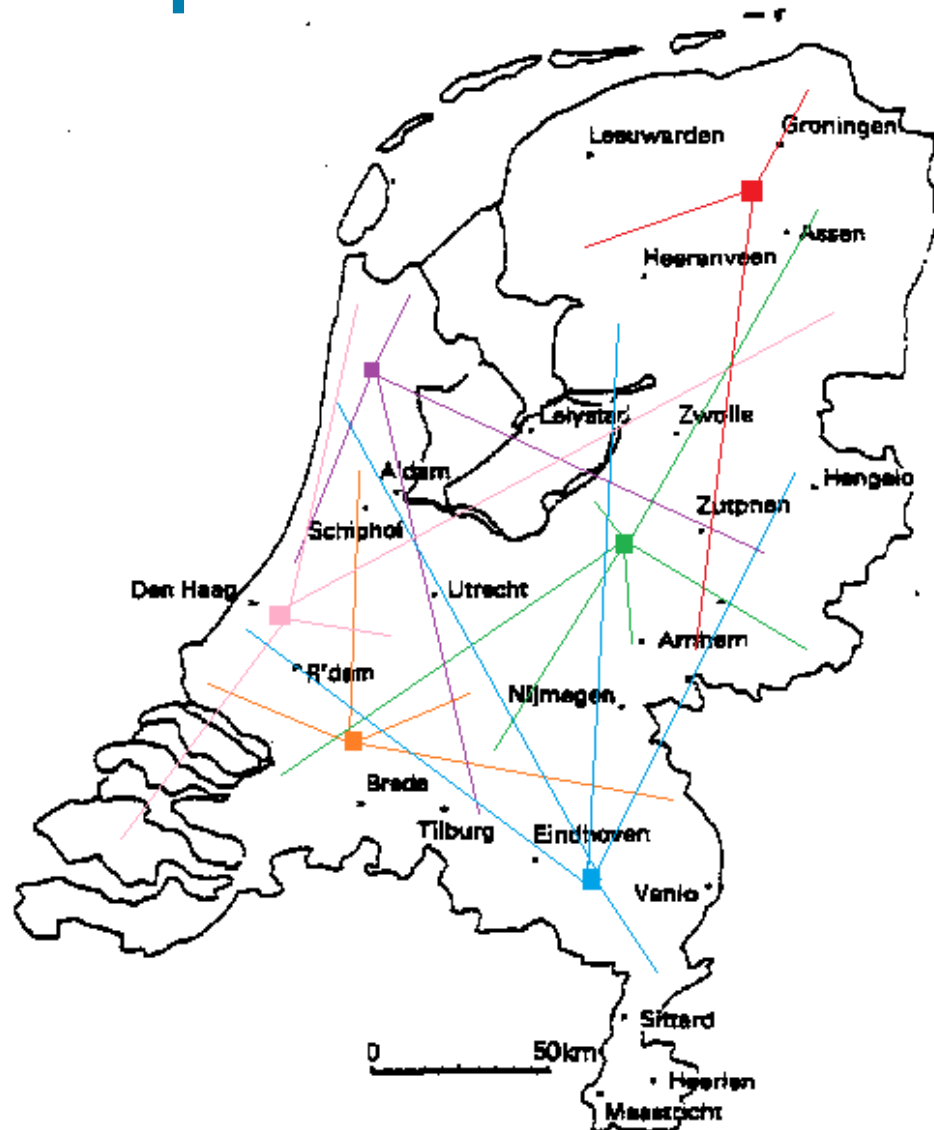 Groningen
Leeuwarden
Assen
Heerenveen
Lelystad
Zwolle
A'dam
Hengelo
Zutphen
Schiphol
Den Haag
Utrecht
Arnhem
R'dam
Nijmegen
Breda
Tilburg
Eindhoven
Venlo
Sittard
0
50km
Heerlen
Maastricht